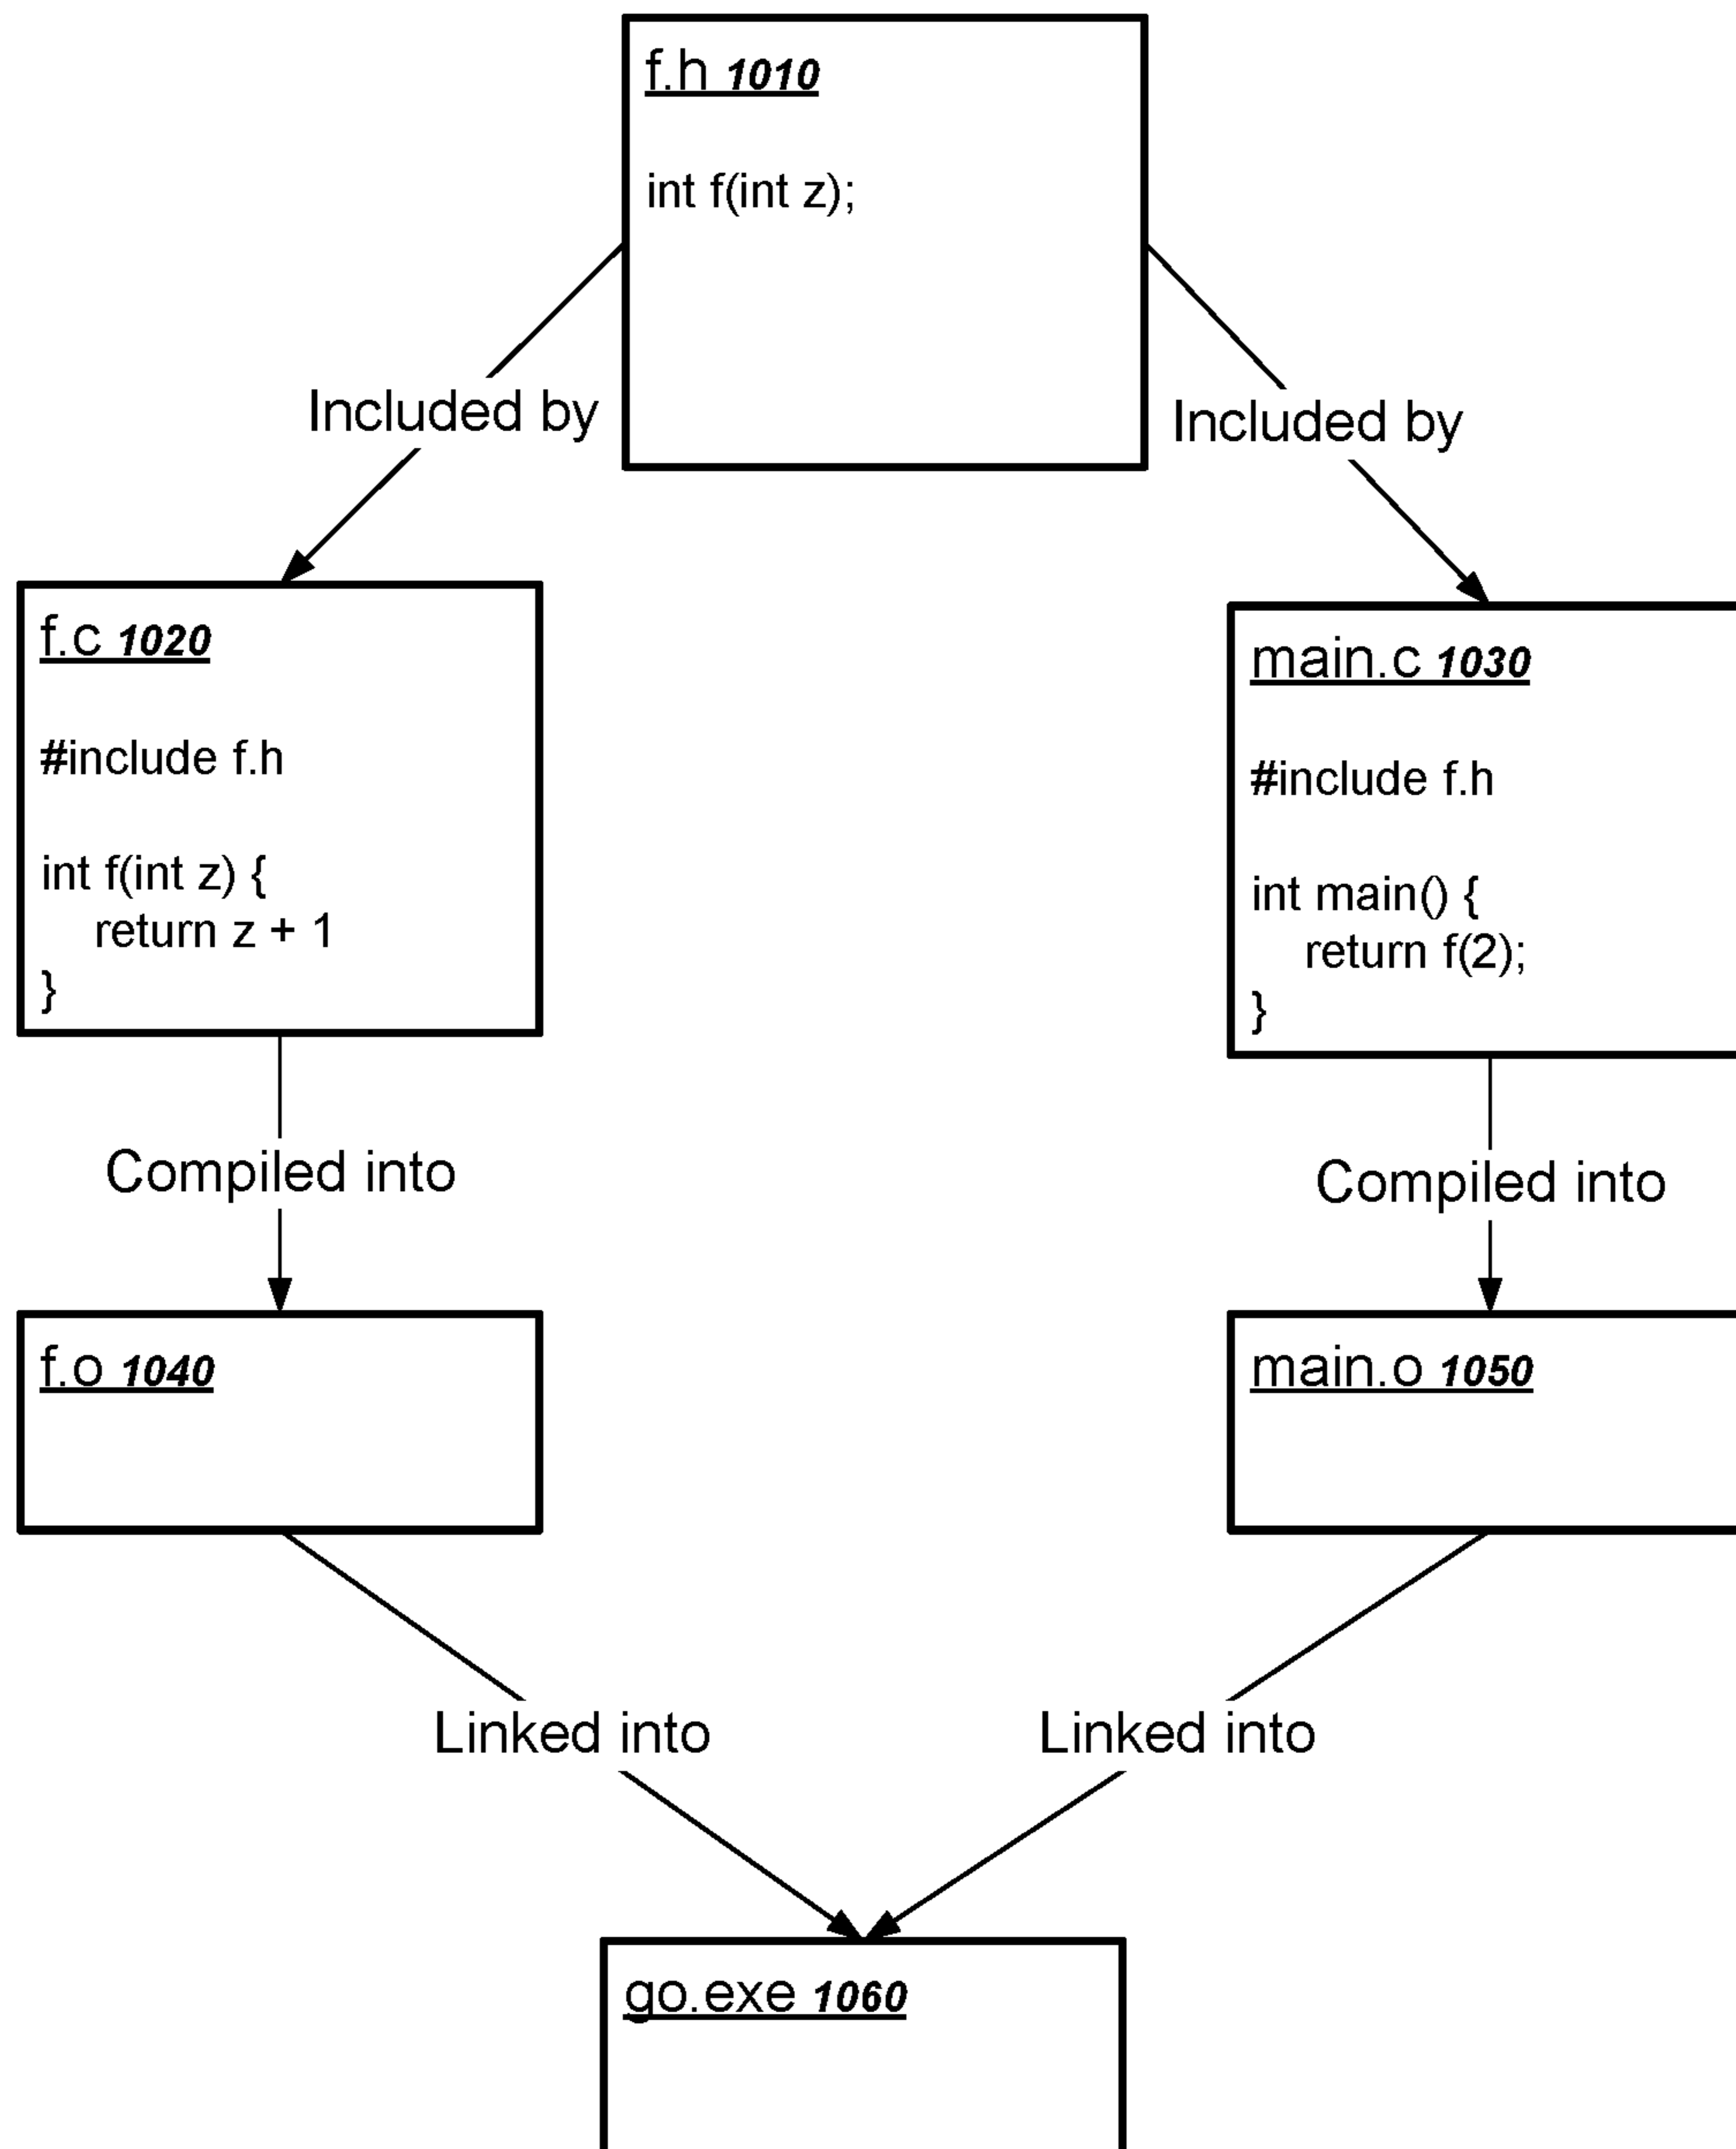 f.h 1010
int f(int z);
Included by
Included by
f.c 1020
#include f.h
int f(int z) {
return z + 1
}
main.c 1030
#include f.h
int main() {
return f(2);
}
Compiled into
Compiled into
f.o 1040
main.o 1050
Linked into
Linked into
go.exe 1060